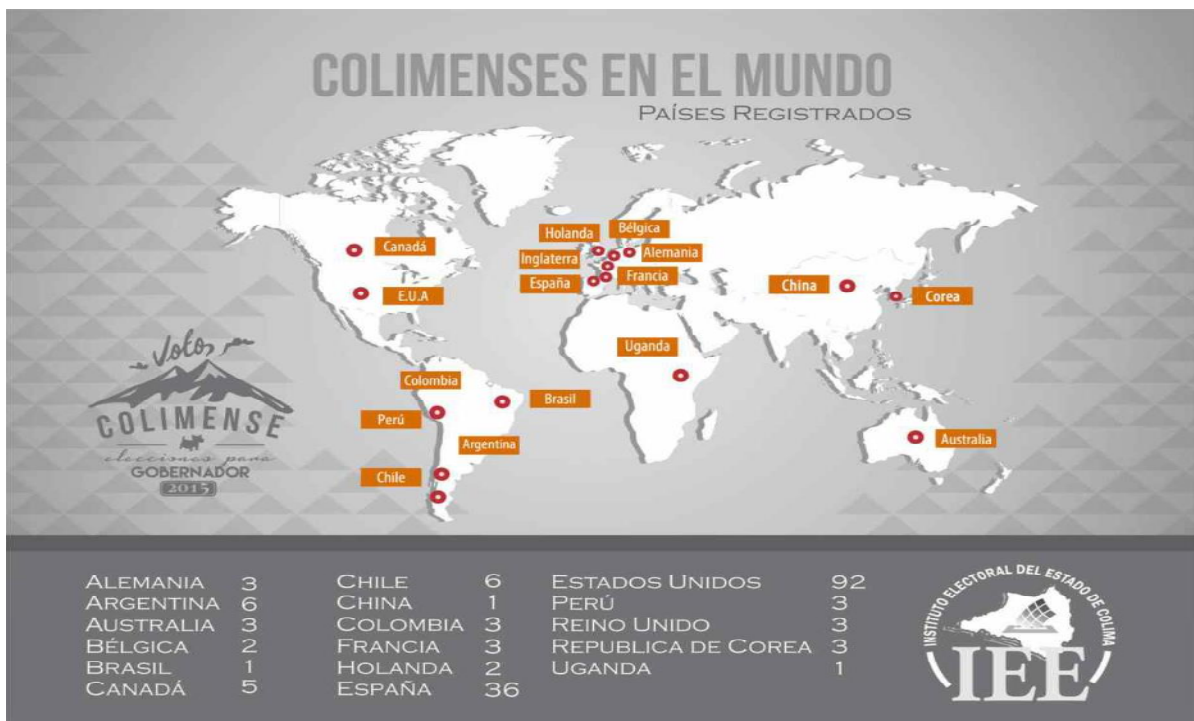 COLIMENSES EN EL MUNDO
PAÍSES REGISTRADOS
Holanda
Bélgica
Canadá
Inglaterra
Alemania
España
Francia
China
E.U.A
Corea
Uganda
Votos
COLIMENSE
elecciones para
GOBERNADOR
2015
Colombia
Brasil
Perú
Argentina
Australia
Chile
ALEMANIA 3
ARGENTINA 6
AUSTRALIA 3
BÉLGICA 2
BRASIL 1
CANADÁ 5
CHILE 6
CHINA 1
COLOMBIA 3
FRANCIA 3
HOLANDA 2
ESPAÑA 36
ESTADOS UNIDOS 92
PERÚ 3
REINO UNIDO 3
REPUBLICA DE COREA 3
UGANDA 1
INSTITUTO ELECTORAL DEL ESTADO DE COLIMA
IEE